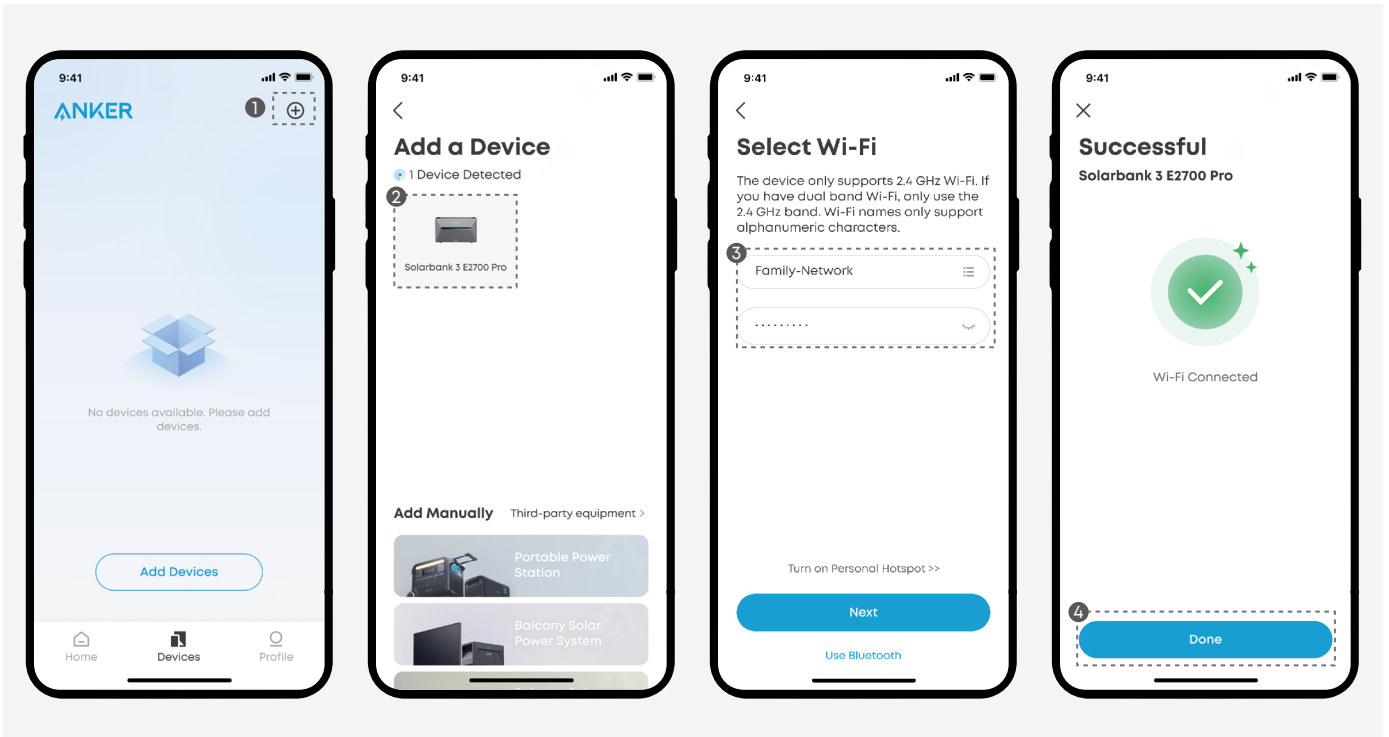 9:41
ANKER
1
No devices available. Please add
devices.
Add Devices
Home
Devices
Profile
9:41
Add a Device
1 Device Detected
2
Solarbank 3 E2700 Pro
Add Manually
Third-party equipment >
Portable Power
Station
Balcony Solar
Power System
9:41
Select Wi-Fi
The device only supports 2.4 GHz Wi-Fi. If
you have dual band Wi-Fi, only use the
2.4 GHz band. Wi-Fi names only support
alphanumeric characters.
3
Family-Network
·········
Turn on Personal Hotspot >>
Next
Use Bluetooth
9:41
Successful
Solarbank 3 E2700 Pro
Wi-Fi Connected
4
Done